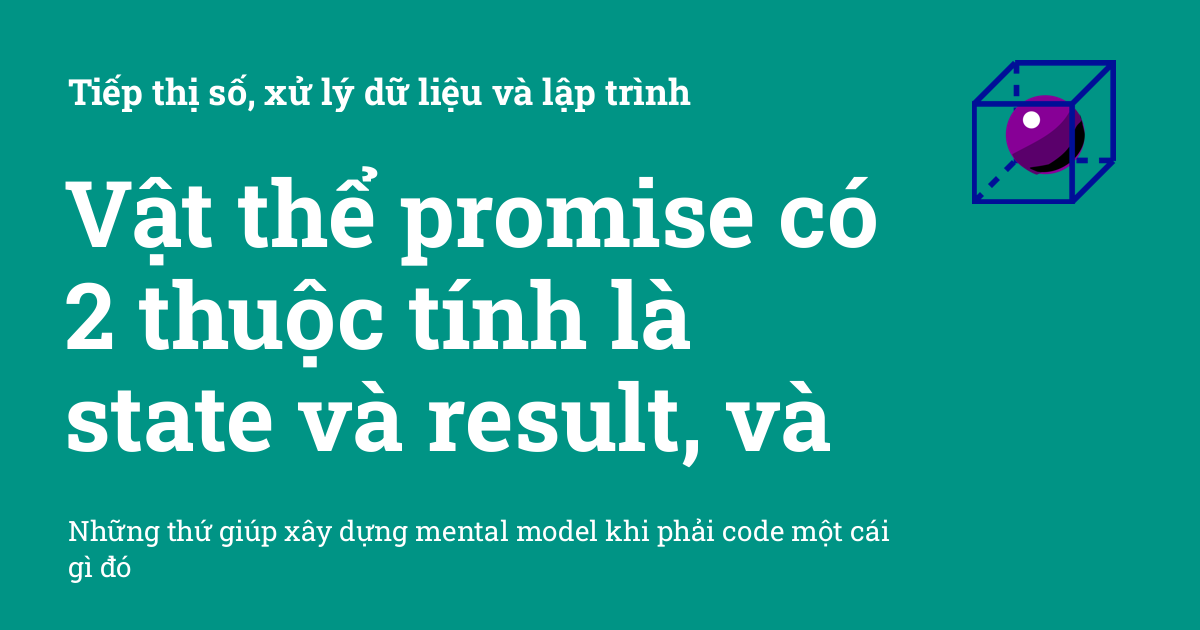 Tiếp thị số, xử lý dữ liệu và lập trình
Vật thể promise có
2 thuộc tính là
state và result, và
Những thứ giúp xây dựng mental model khi phải code một cái
gì đó